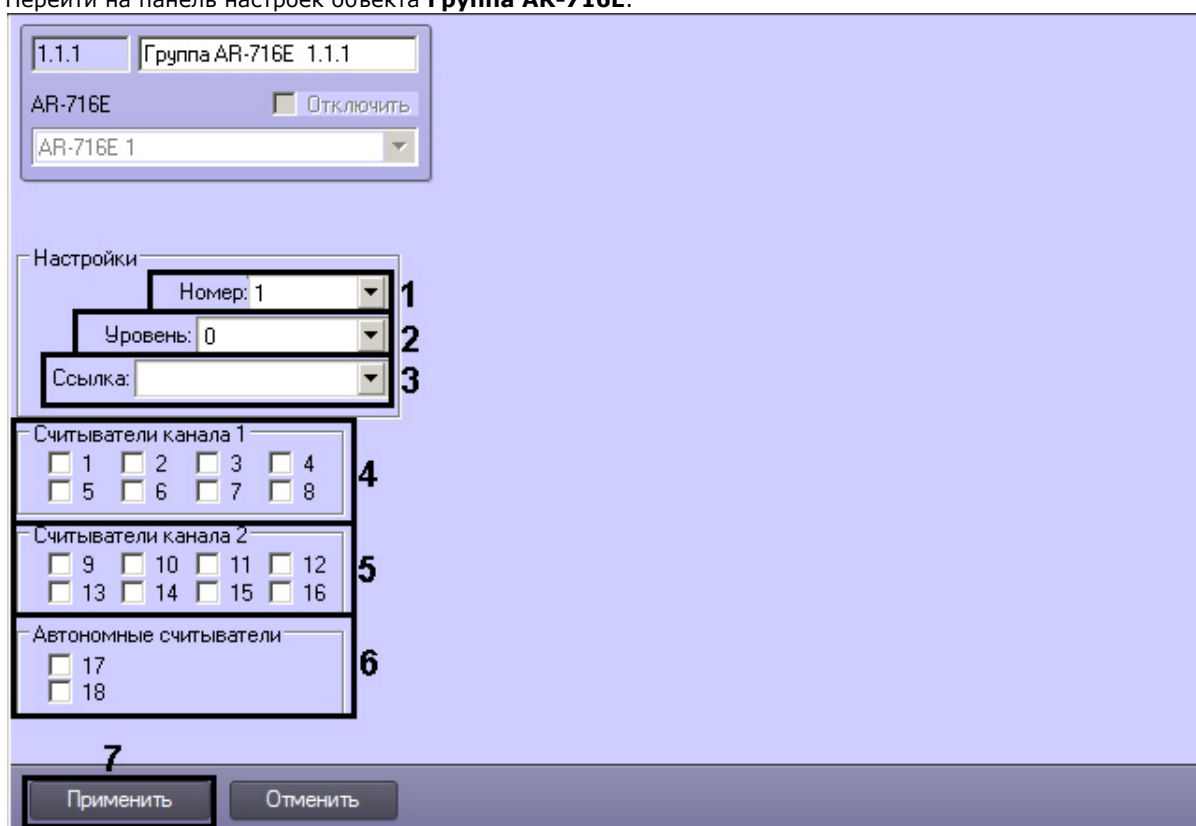 Перейти на панель настроек объекта Группа AR-716E.
1.1.1 Группа AR-716E 1.1.1
AR-716E Отключить
AR-716E 1
Настройки
Номер: 1 1
Уровень: 0 2
Ссылка: 3
Считыватели канала 1
1 2 3 4
5 6 7 8
4
Считыватели канала 2
9 10 11 12
13 14 15 16
5
Автономные считыватели
17
18
6
7
Применить Отменить